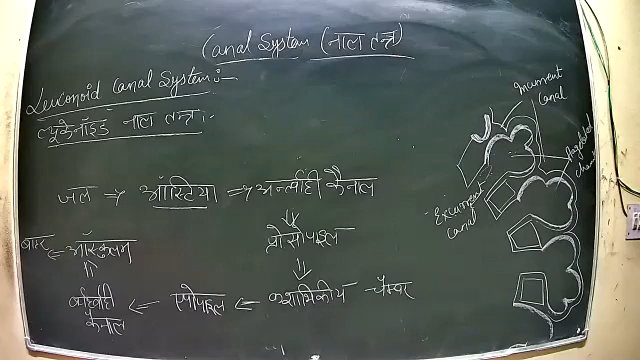 Canal System (नाल तन्त्र)
Leuconoid Canal System :-
ल्यूकेनॉइड नाल तन्त्र :-
जल ⇒ ऑस्टिया ⇒ अन्तर्वाही कैनाल
प्रोसोपाइल
बाहर ← ऑस्कुलम
बहिर्वाही कैनाल ← एपोपाइल ← कशाभिकीय चैम्बर
Incurrent
Canal
flagellated
cham
Excurrent
Canal